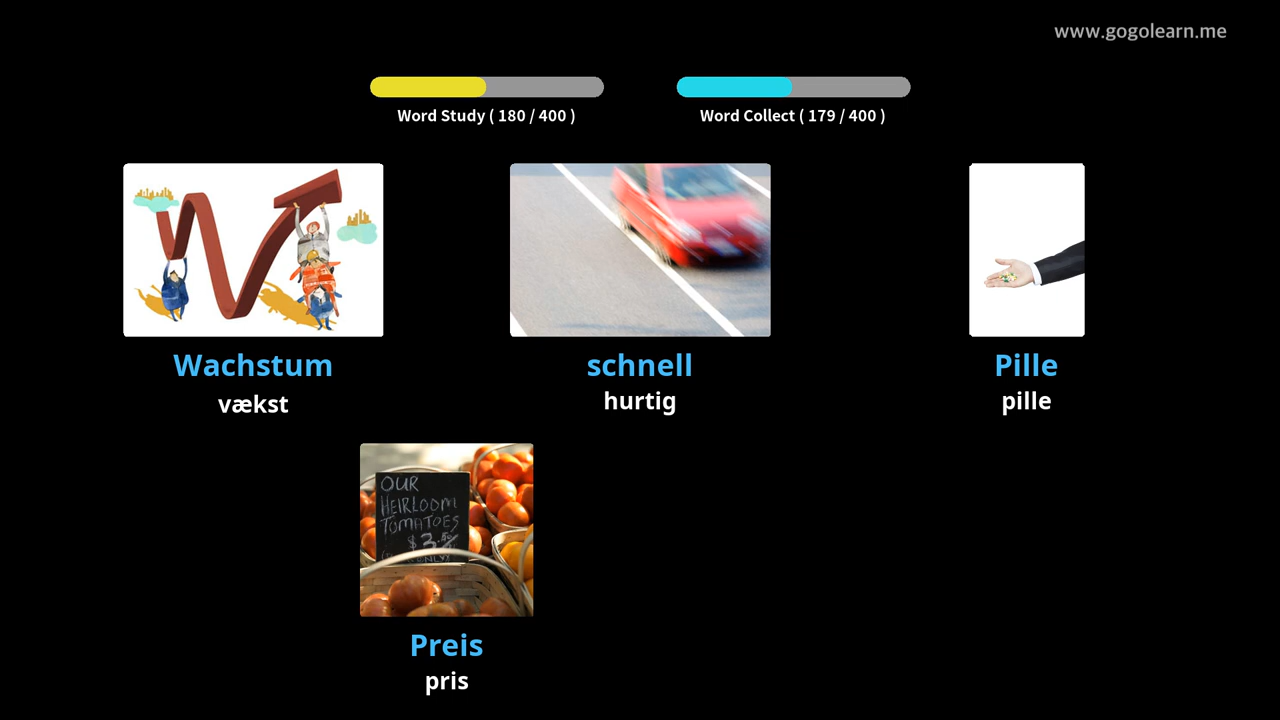 www.gogolearn.me
Word Study ( 180 / 400 )
Word Collect ( 179 / 400 )
Wachstum
vækst
schnell
hurtig
Pille
pille
OUR
HEIRLOOM
TOMATOES
Preis
pris